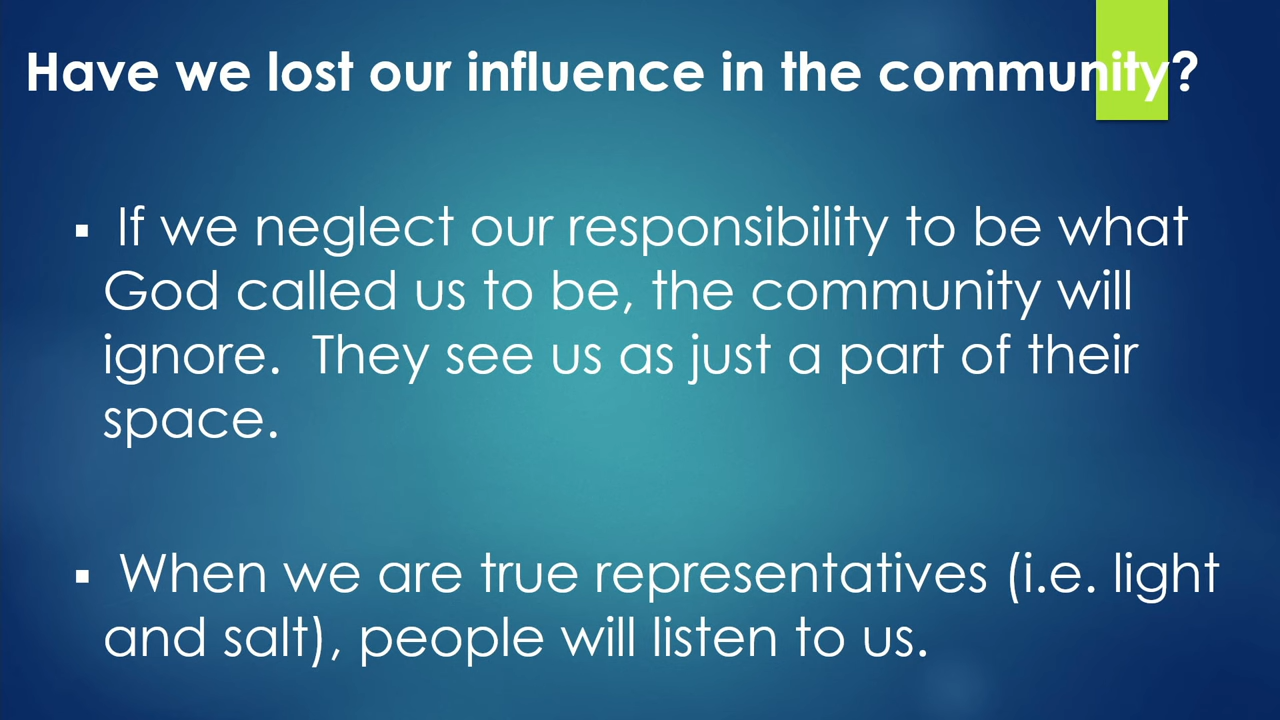 Have we lost our influence in the community?
▪ If we neglect our responsibility to be what
God called us to be, the community will
ignore.  They see us as just a part of their
space.
▪ When we are true representatives (i.e. light
and salt), people will listen to us.